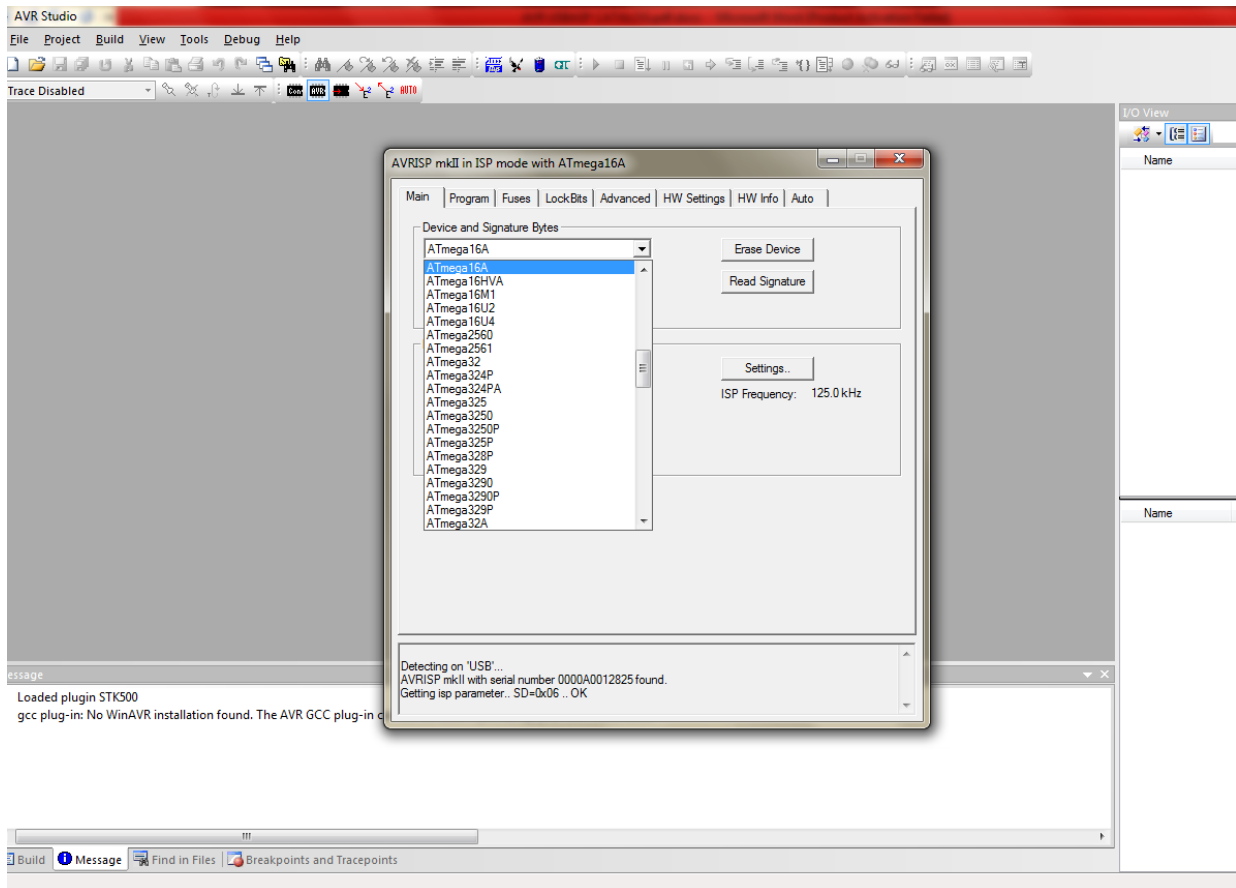 AVR Studio
File Project Build View Tools Debug Help
Trace Disabled
Con AVR AUTO
I/O View
Name
AVRISP mkII in ISP mode with ATmega16A
Main Program Fuses LockBits Advanced HW Settings HW Info Auto
Device and Signature Bytes
ATmega16A
Erase Device
ATmega16A
ATmega16HVA
Read Signature
ATmega16M1
ATmega16U2
ATmega16U4
ATmega2560
ATmega2561
ATmega32
ATmega324P
Settings..
ATmega324PA
ISP Frequency: 125.0 kHz
ATmega325
ATmega3250
ATmega3250P
ATmega325P
ATmega328P
ATmega329
ATmega3290
ATmega3290P
ATmega329P
ATmega32A
Name
Detecting on 'USB'...
AVRISP mkII with serial number 0000A0012825 found.
Getting isp parameter.. SD=0x06 .. OK
essage
Loaded plugin STK500
gcc plug-in: No WinAVR installation found. The AVR GCC plug-in c
Build Message Find in Files Breakpoints and Tracepoints